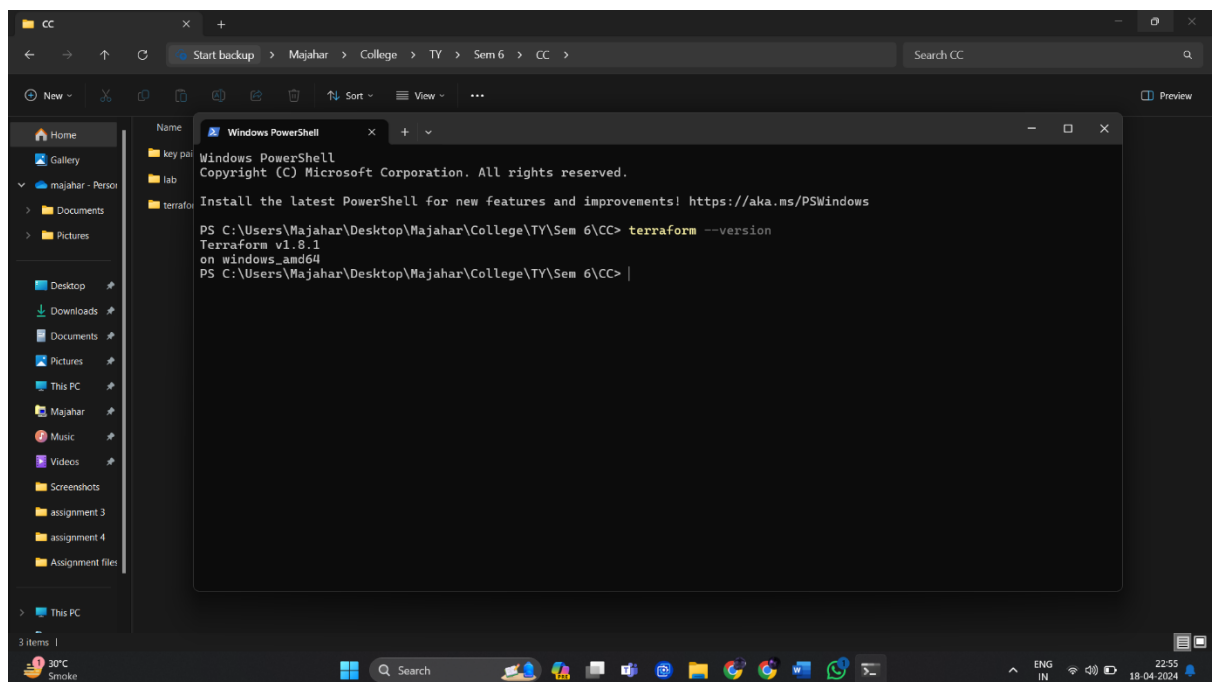 CC
Start backup > Majahar > College > TY > Sem 6 > CC >
Search CC
New
Sort
View
Preview
Home
Gallery
majahar - Person
Documents
Pictures
Desktop
Downloads
Documents
Pictures
This PC
Majahar
Music
Videos
Screenshots
assignment 3
assignment 4
Assignment files
This PC
Name
key pai
lab
terrafo
Windows PowerShell
Windows PowerShell
Copyright (C) Microsoft Corporation. All rights reserved.
Install the latest PowerShell for new features and improvements! https://aka.ms/PSWindows
PS C:\Users\Majahar\Desktop\Majahar\College\TY\Sem 6\CC> terraform --version
Terraform v1.8.1
on windows_amd64
PS C:\Users\Majahar\Desktop\Majahar\College\TY\Sem 6\CC>
3 items
1
30°C
Smoke
Search
PRE
ENG
IN
22:55
18-04-2024